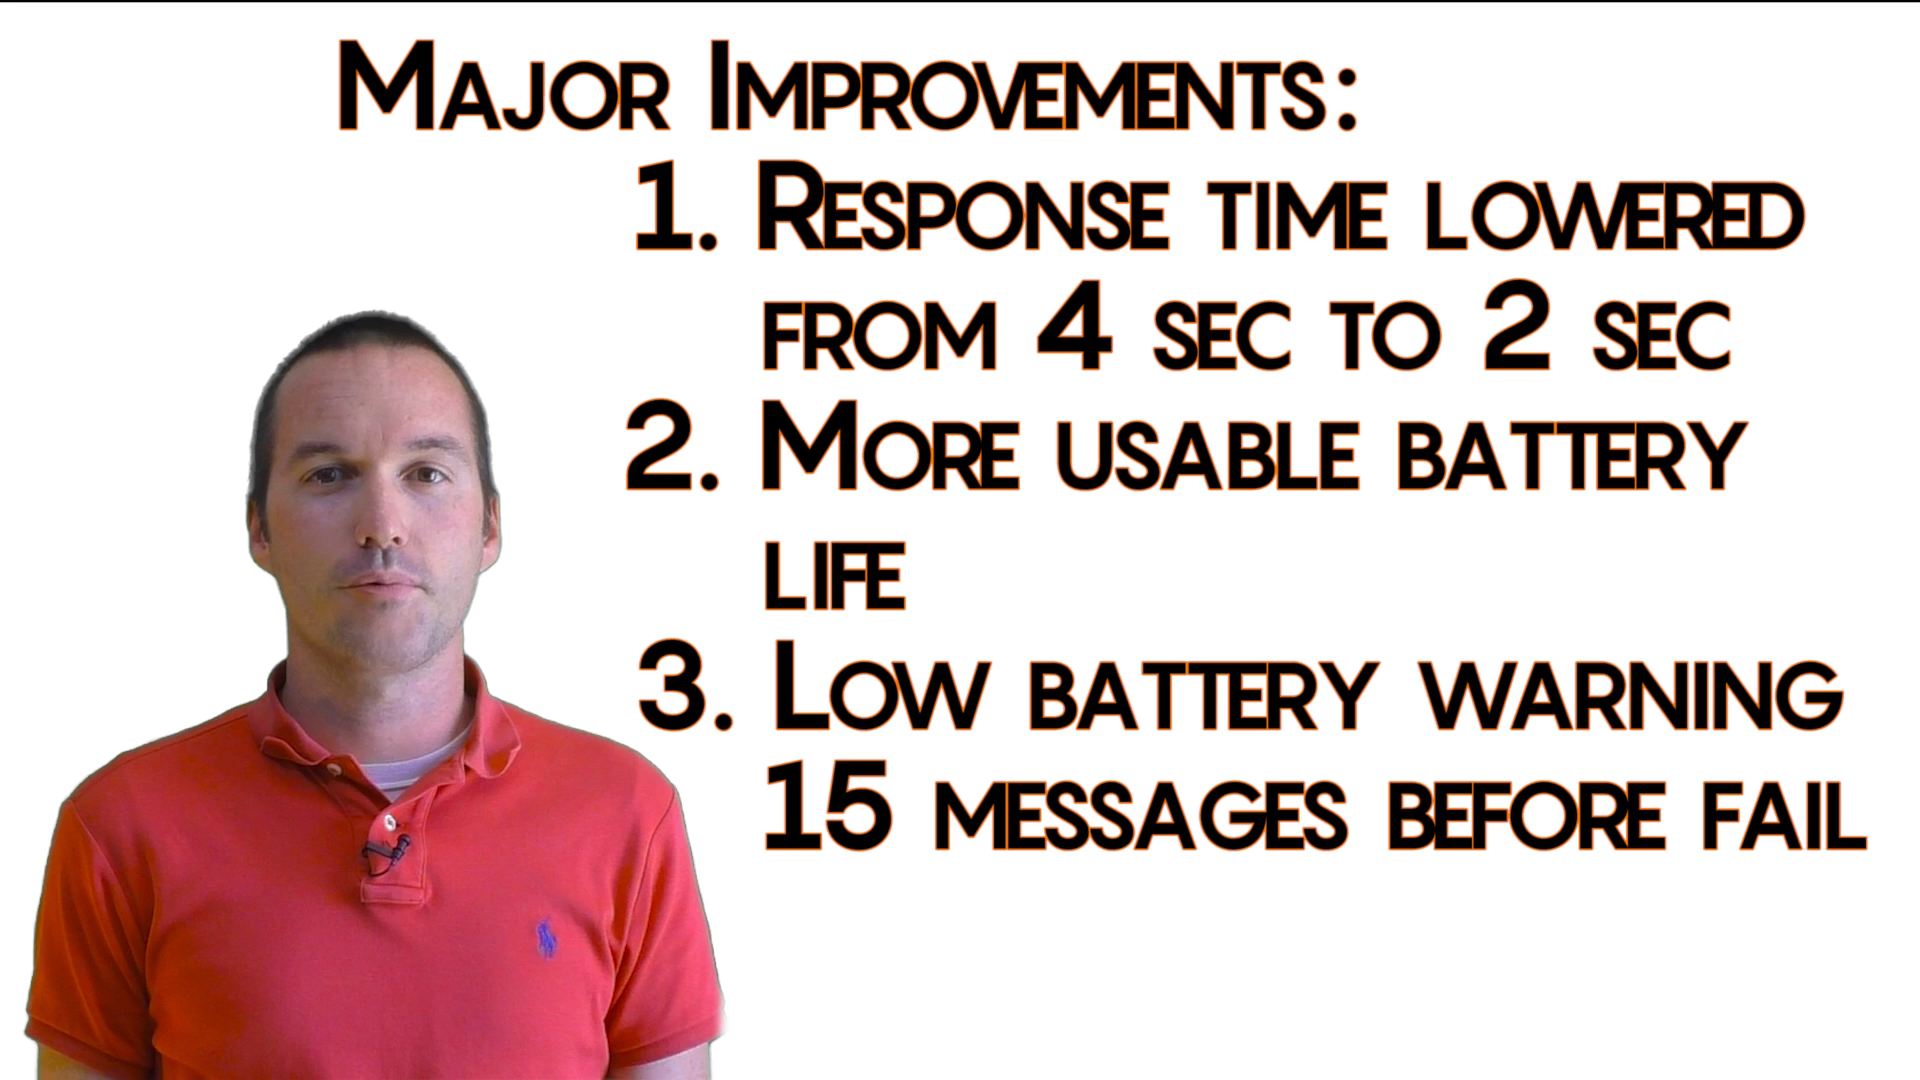 Major Improvements:
1. Response time lowered
from 4 sec to 2 sec
2. More usable battery
life
3. Low battery warning
15 messages before fail